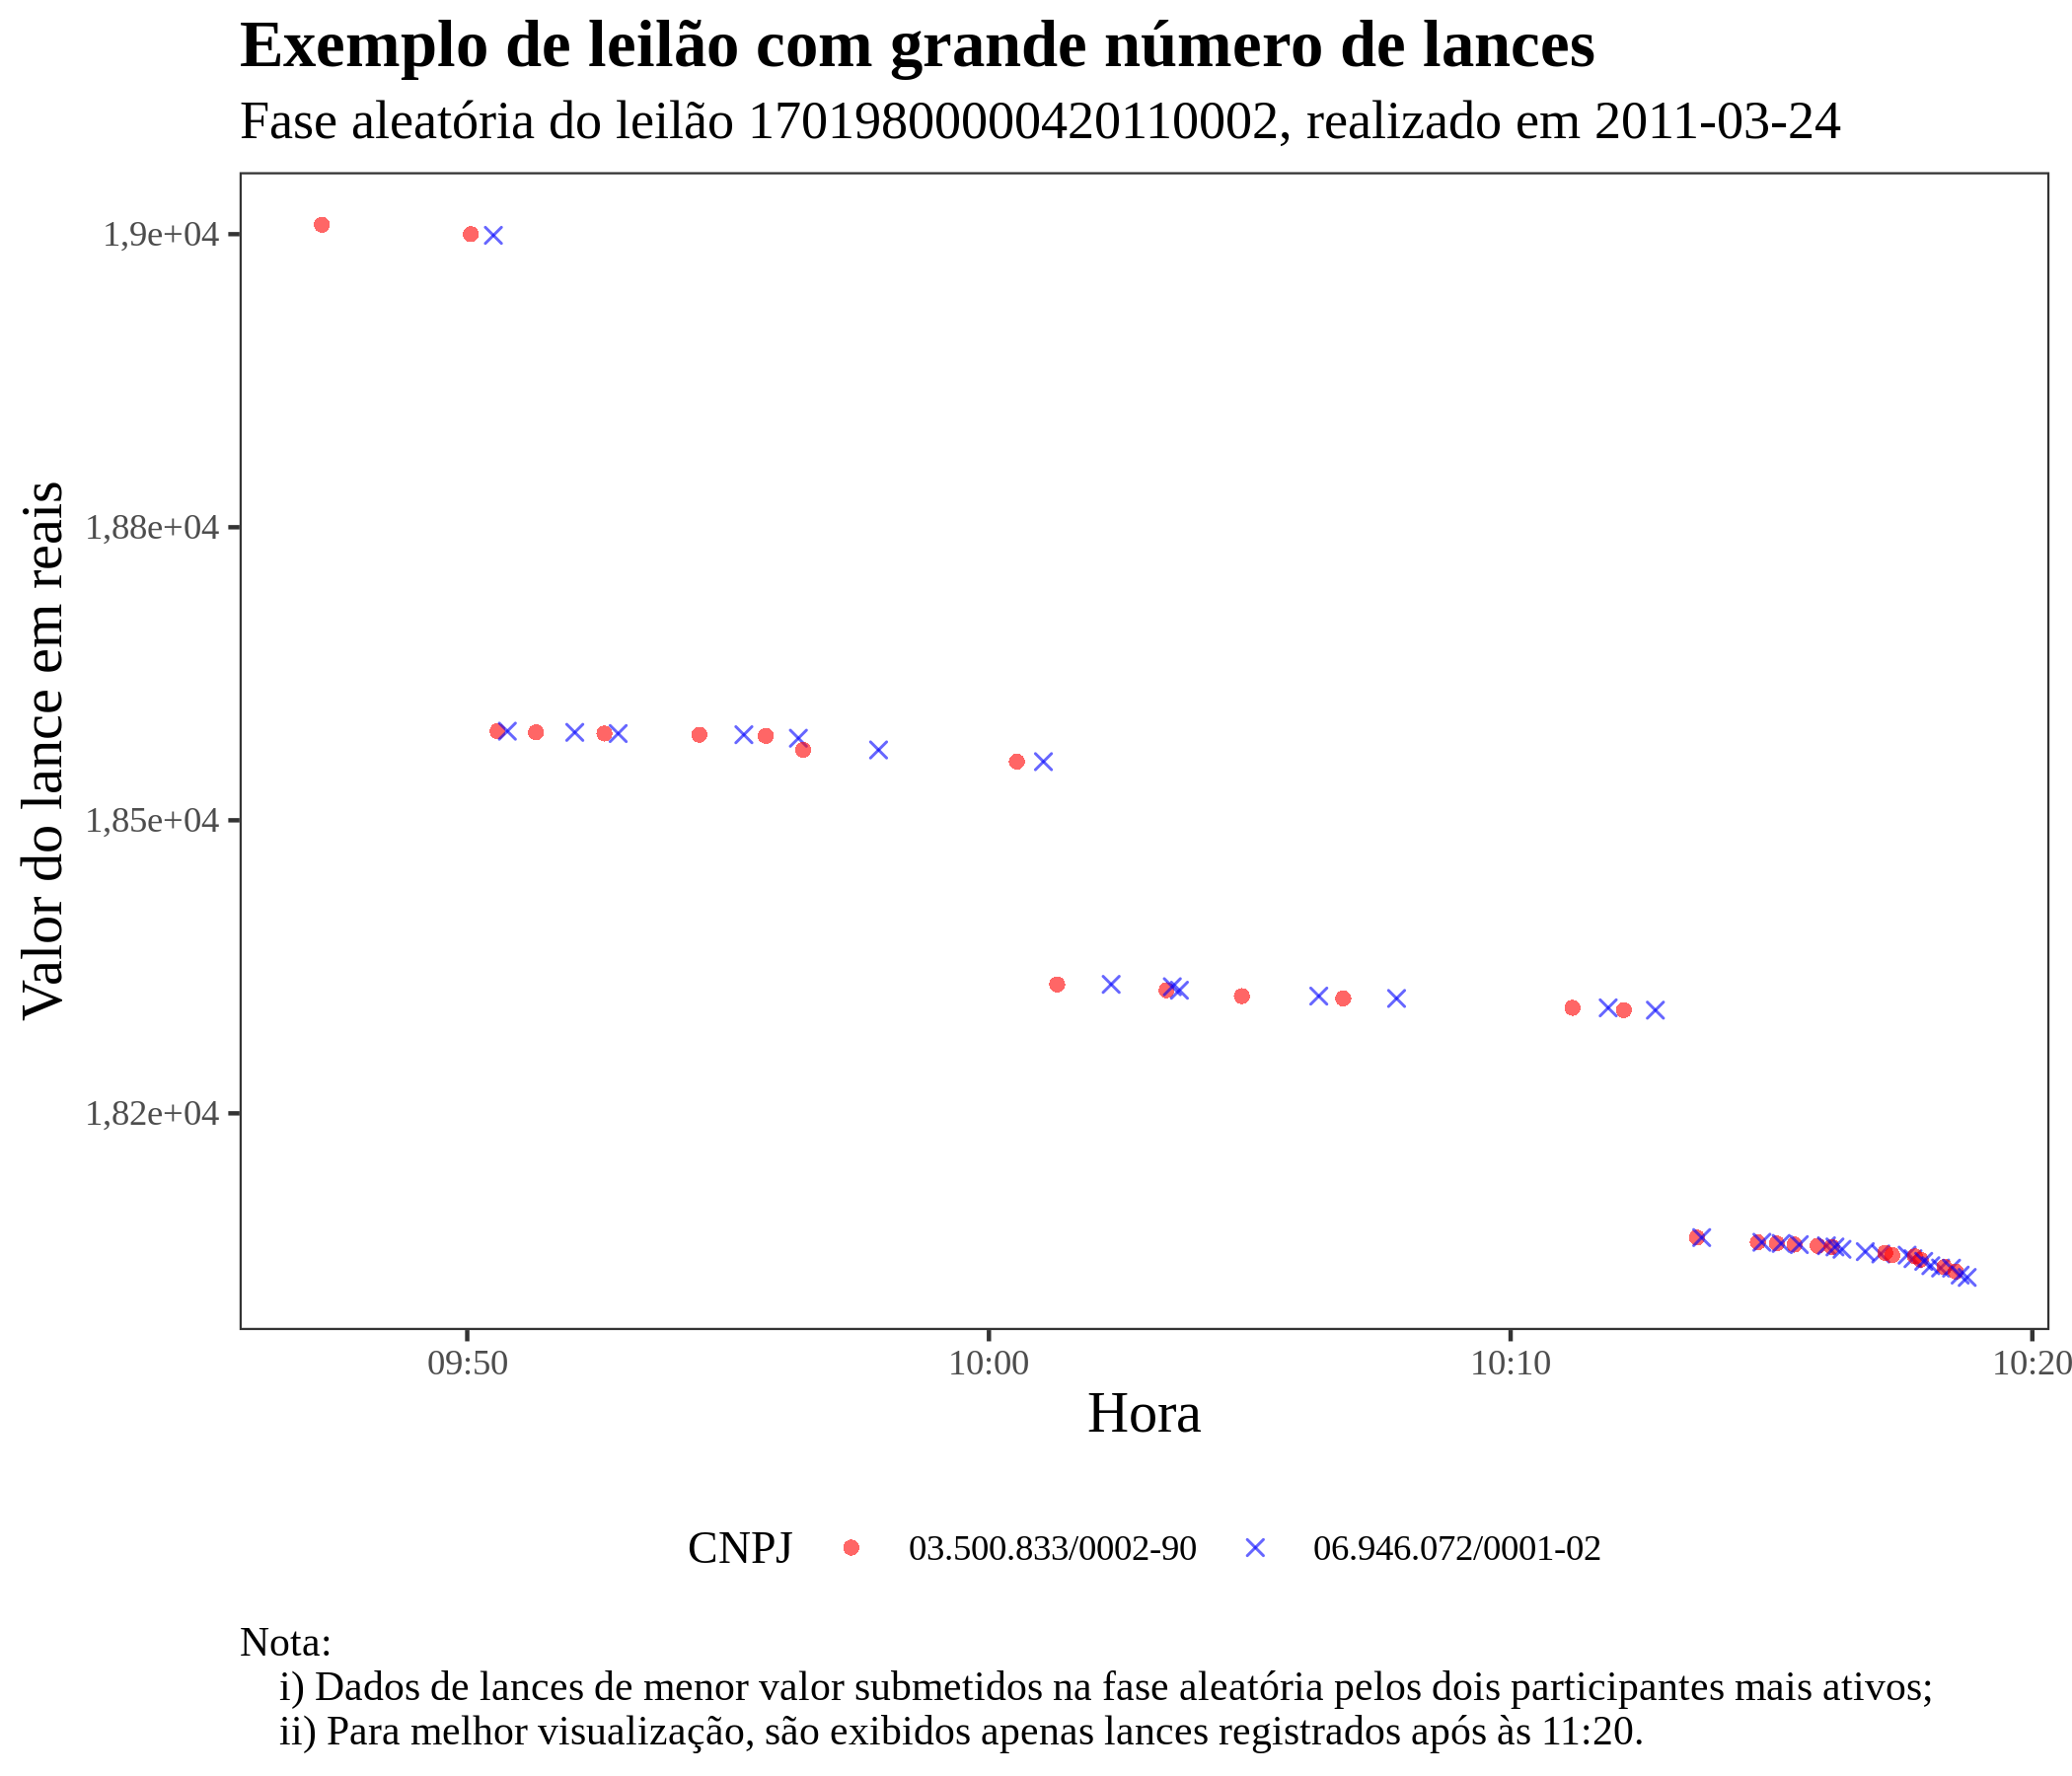 Exemplo de leilão com grande número de lances
Fase aleatória do leilão 17019800000420110002, realizado em 2011-03-24
Valor do lance em reais
1,9e+04
1,88e+04
1,85e+04
1,82e+04
09:50 10:00 10:10 10:20
Hora
CNPJ 03.500.833/0002-90 06.946.072/0001-02
Nota:
i) Dados de lances de menor valor submetidos na fase aleatória pelos dois participantes mais ativos;
ii) Para melhor visualização, são exibidos apenas lances registrados após às 11:20.